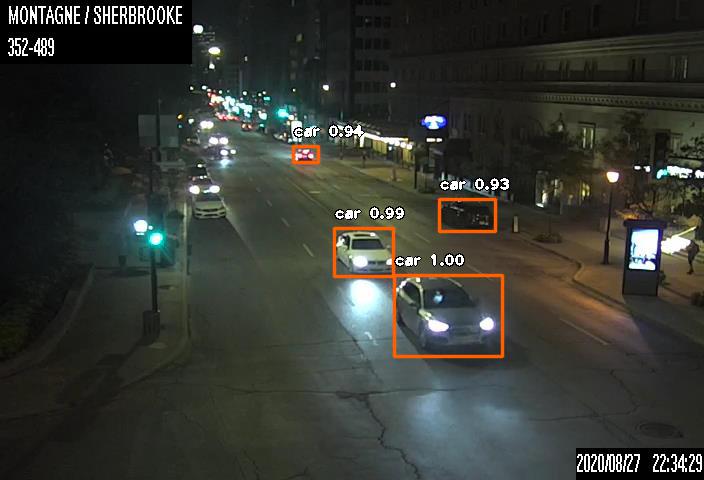 MONTAGNE / SHERBROOKE
352-489
car 0.94
car 0.93
car 0.99
car 1.00
2020/08/27 22:34:29